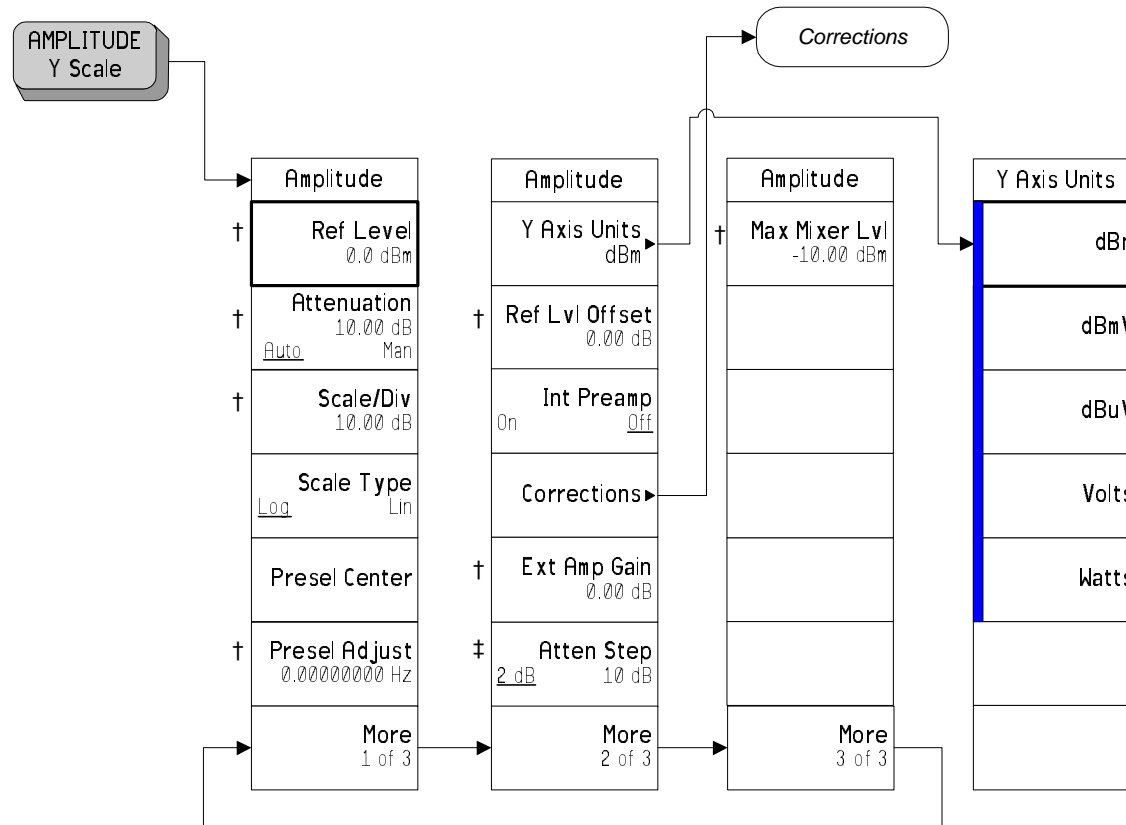 AMPLITUDE
Y Scale
Corrections
Amplitude
† Ref Level
0.0 dBm
† Attenuation
10.00 dB
Auto Man
† Scale/Div
10.00 dB
Scale Type
Log Lin
Presel Center
† Presel Adjust
0.00000000 Hz
More
1 of 3
Amplitude
Y Axis Units
dBm
† Ref Lvl Offset
0.00 dB
Int Preamp
On Off
Corrections
† Ext Amp Gain
0.00 dB
‡ Atten Step
2 dB 10 dB
More
2 of 3
Amplitude
† Max Mixer Lvl
-10.00 dBm
More
3 of 3
Y Axis Units
Volts
Watts